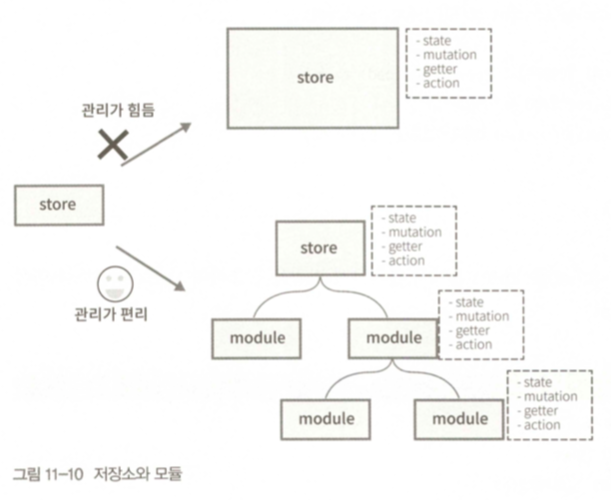 store
- state
- mutation
- getter
- action
관리가 힘듦
store
store
- state
- mutation
- getter
- action
관리가 편리
module
module
- state
- mutation
- getter
- action
module
module
- state
- mutation
- getter
- action
그림 11-10 저장소와 모듈